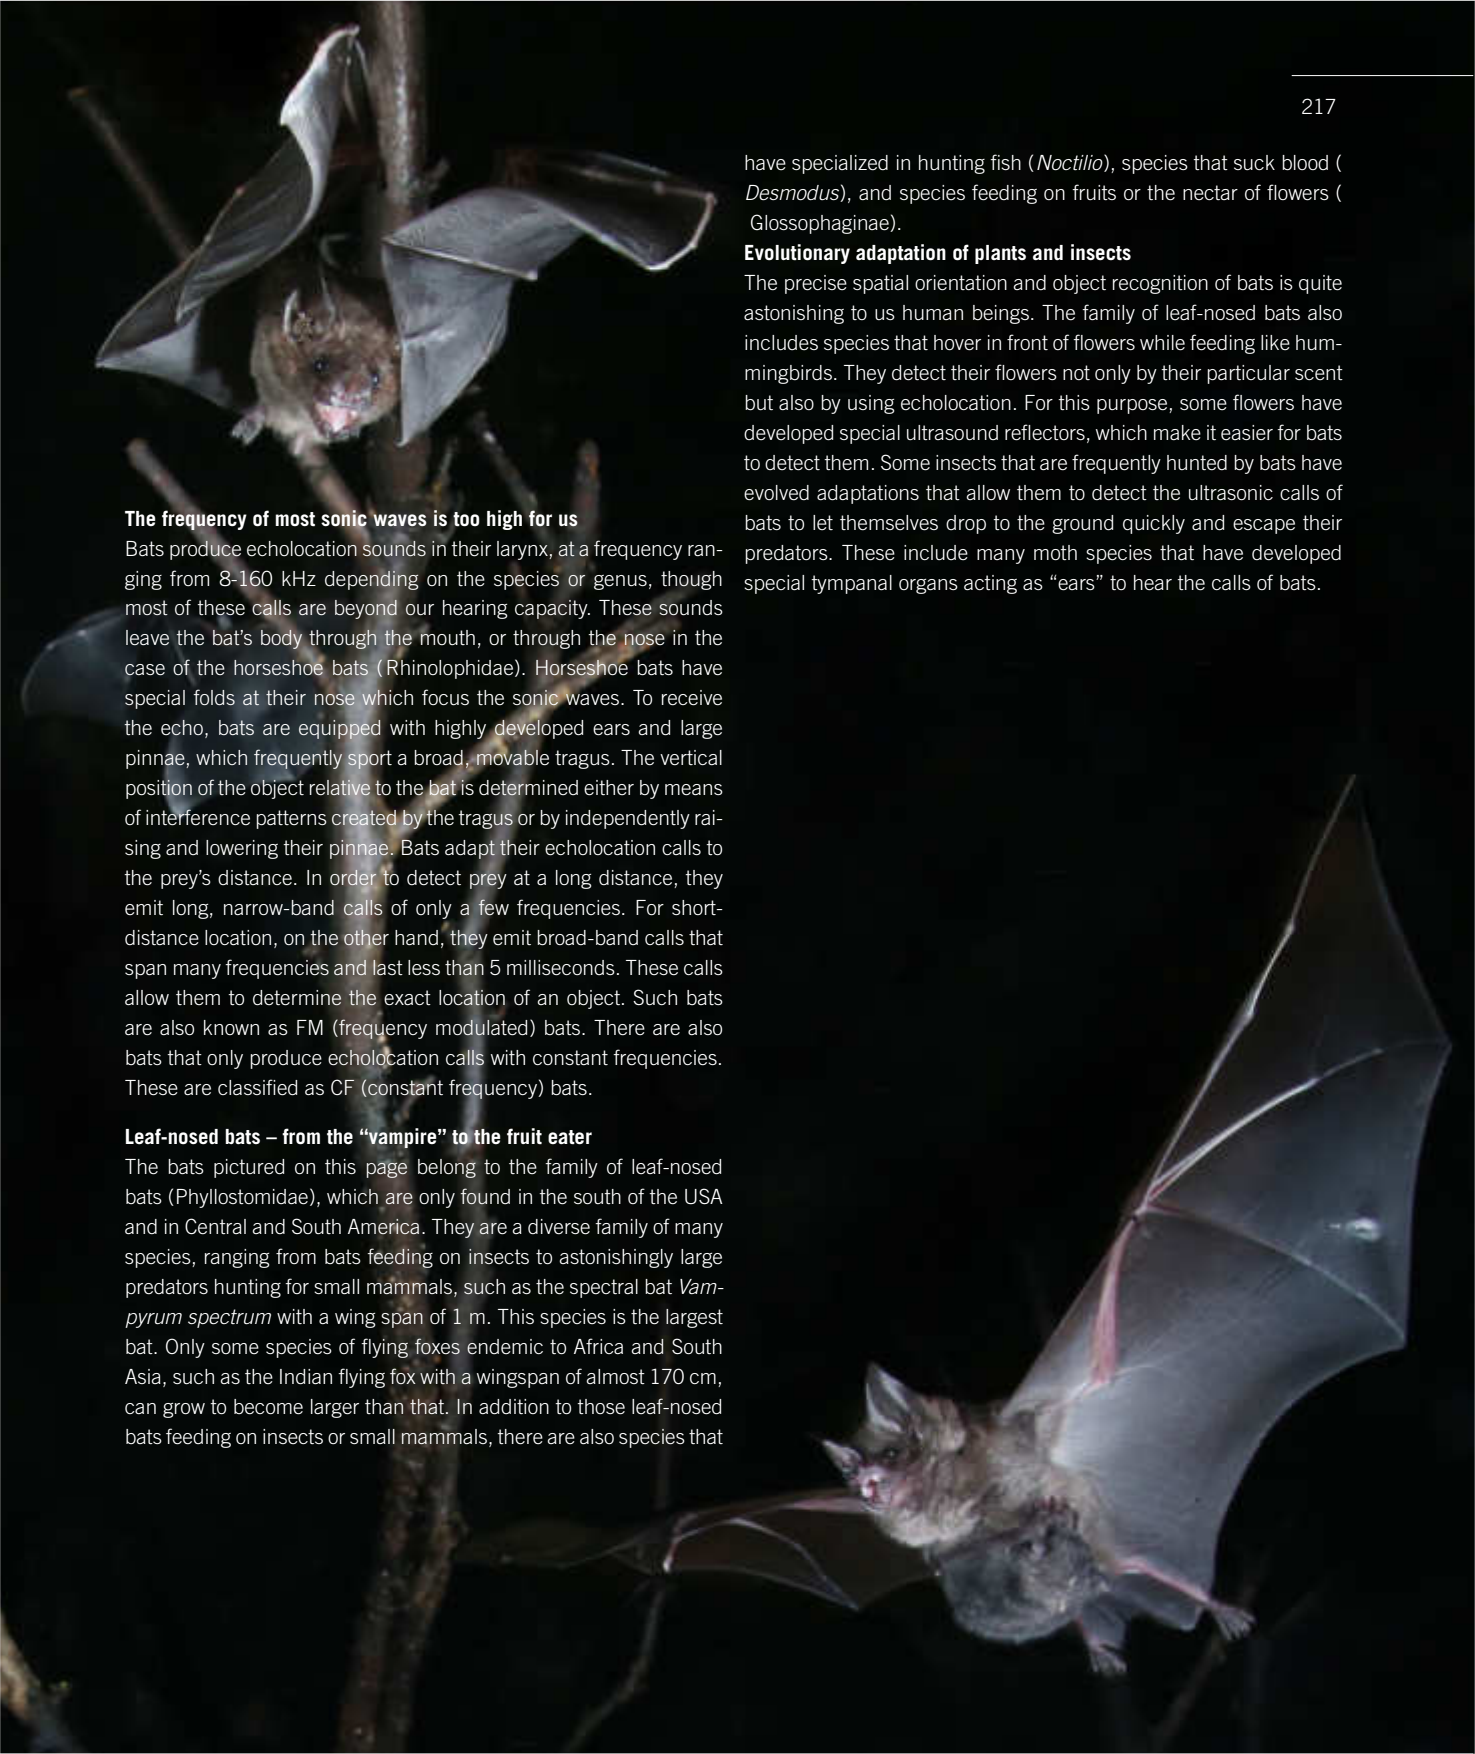 217
The frequency of most sonic waves is too high for us
Bats produce echolocation sounds in their larynx, at a frequency ran-
ging from 8-160 kHz depending on the species or genus, though
most of these calls are beyond our hearing capacity. These sounds
leave the bat’s body through the mouth, or through the nose in the
case of the horseshoe bats (Rhinolophidae). Horseshoe bats have
special folds at their nose which focus the sonic waves. To receive
the echo, bats are equipped with highly developed ears and large
pinnae, which frequently sport a broad, movable tragus. The vertical
position of the object relative to the bat is determined either by means
of interference patterns created by the tragus or by independently rai-
sing and lowering their pinnae. Bats adapt their echolocation calls to
the prey’s distance. In order to detect prey at a long distance, they
emit long, narrow-band calls of only a few frequencies. For short-
distance location, on the other hand, they emit broad-band calls that
span many frequencies and last less than 5 milliseconds. These calls
allow them to determine the exact location of an object. Such bats
are also known as FM (frequency modulated) bats. There are also
bats that only produce echolocation calls with constant frequencies.
These are classified as CF (constant frequency) bats.
Leaf-nosed bats – from the “vampire” to the fruit eater
The bats pictured on this page belong to the family of leaf-nosed
bats (Phyllostomidae), which are only found in the south of the USA
and in Central and South America. They are a diverse family of many
species, ranging from bats feeding on insects to astonishingly large
predators hunting for small mammals, such as the spectral bat Vam-
pyrum spectrum with a wing span of 1 m. This species is the largest
bat. Only some species of flying foxes endemic to Africa and South
Asia, such as the Indian flying fox with a wingspan of almost 170 cm,
can grow to become larger than that. In addition to those leaf-nosed
bats feeding on insects or small mammals, there are also species that
have specialized in hunting fish (Noctilio), species that suck blood (
Desmodus), and species feeding on fruits or the nectar of flowers (
Glossophaginae).
Evolutionary adaptation of plants and insects
The precise spatial orientation and object recognition of bats is quite
astonishing to us human beings. The family of leaf-nosed bats also
includes species that hover in front of flowers while feeding like hum-
mingbirds. They detect their flowers not only by their particular scent
but also by using echolocation. For this purpose, some flowers have
developed special ultrasound reflectors, which make it easier for bats
to detect them. Some insects that are frequently hunted by bats have
evolved adaptations that allow them to detect the ultrasonic calls of
bats to let themselves drop to the ground quickly and escape their
predators. These include many moth species that have developed
special tympanal organs acting as “ears” to hear the calls of bats.